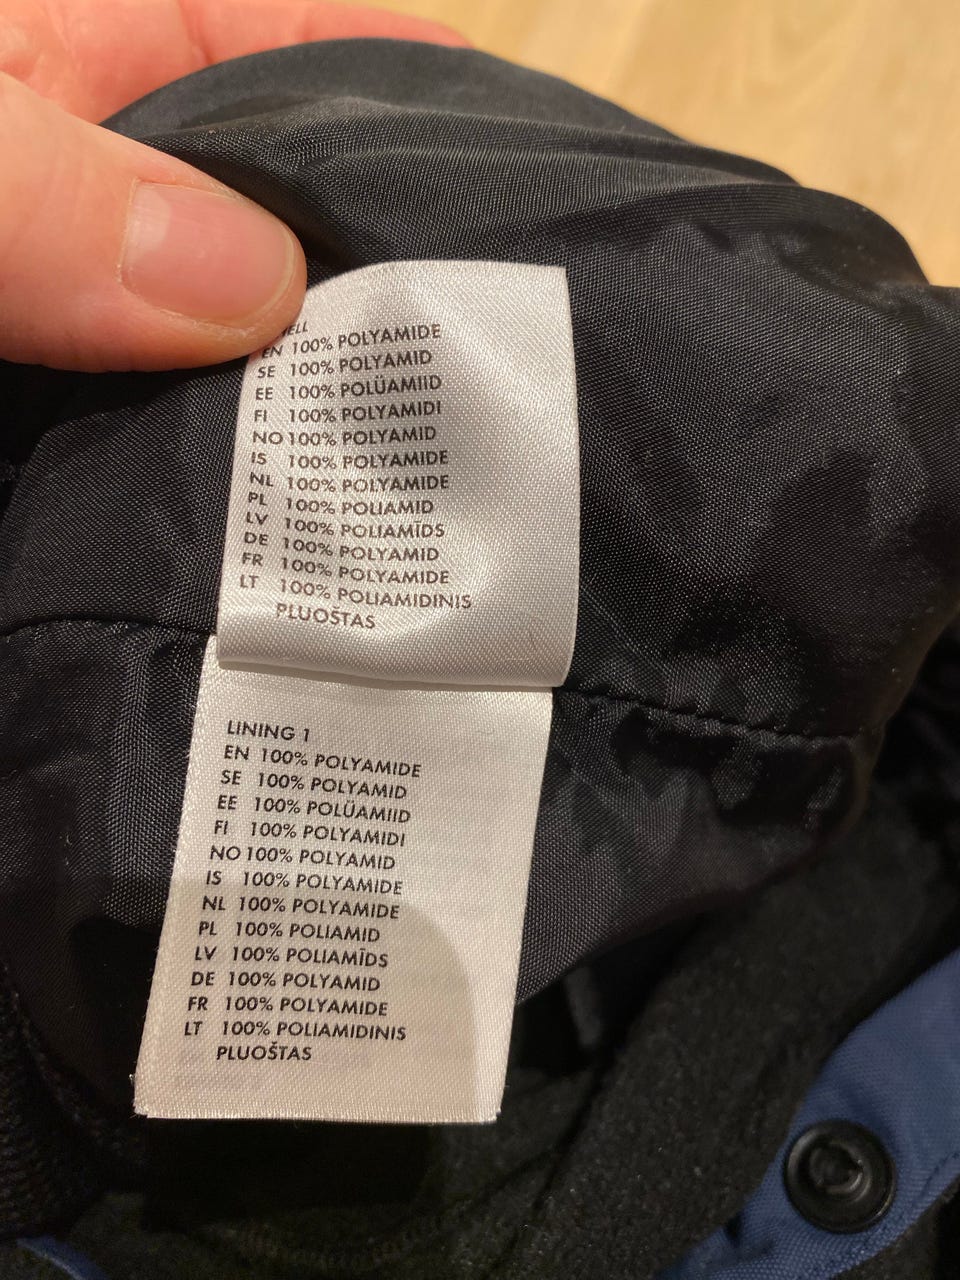 EN 100% POLYAMIDE
SE 100% POLYAMID
EE 100% POLÜAMIID
FI 100% POLYAMIDI
NO 100% POLYAMID
IS 100% POLYAMIDE
NL 100% POLYAMIDE
PL 100% POLIAMID
LV 100% POLIAMĪDS
DE 100% POLYAMID
FR 100% POLYAMIDE
LT 100% POLIAMIDINIS
PLUOŠTAS
LINING 1
EN 100% POLYAMIDE
SE 100% POLYAMID
EE 100% POLÜAMIID
FI 100% POLYAMIDI
NO 100% POLYAMID
IS 100% POLYAMIDE
NL 100% POLYAMIDE
PL 100% POLIAMID
LV 100% POLIAMĪDS
DE 100% POLYAMID
FR 100% POLYAMIDE
LT 100% POLIAMIDINIS
PLUOŠTAS